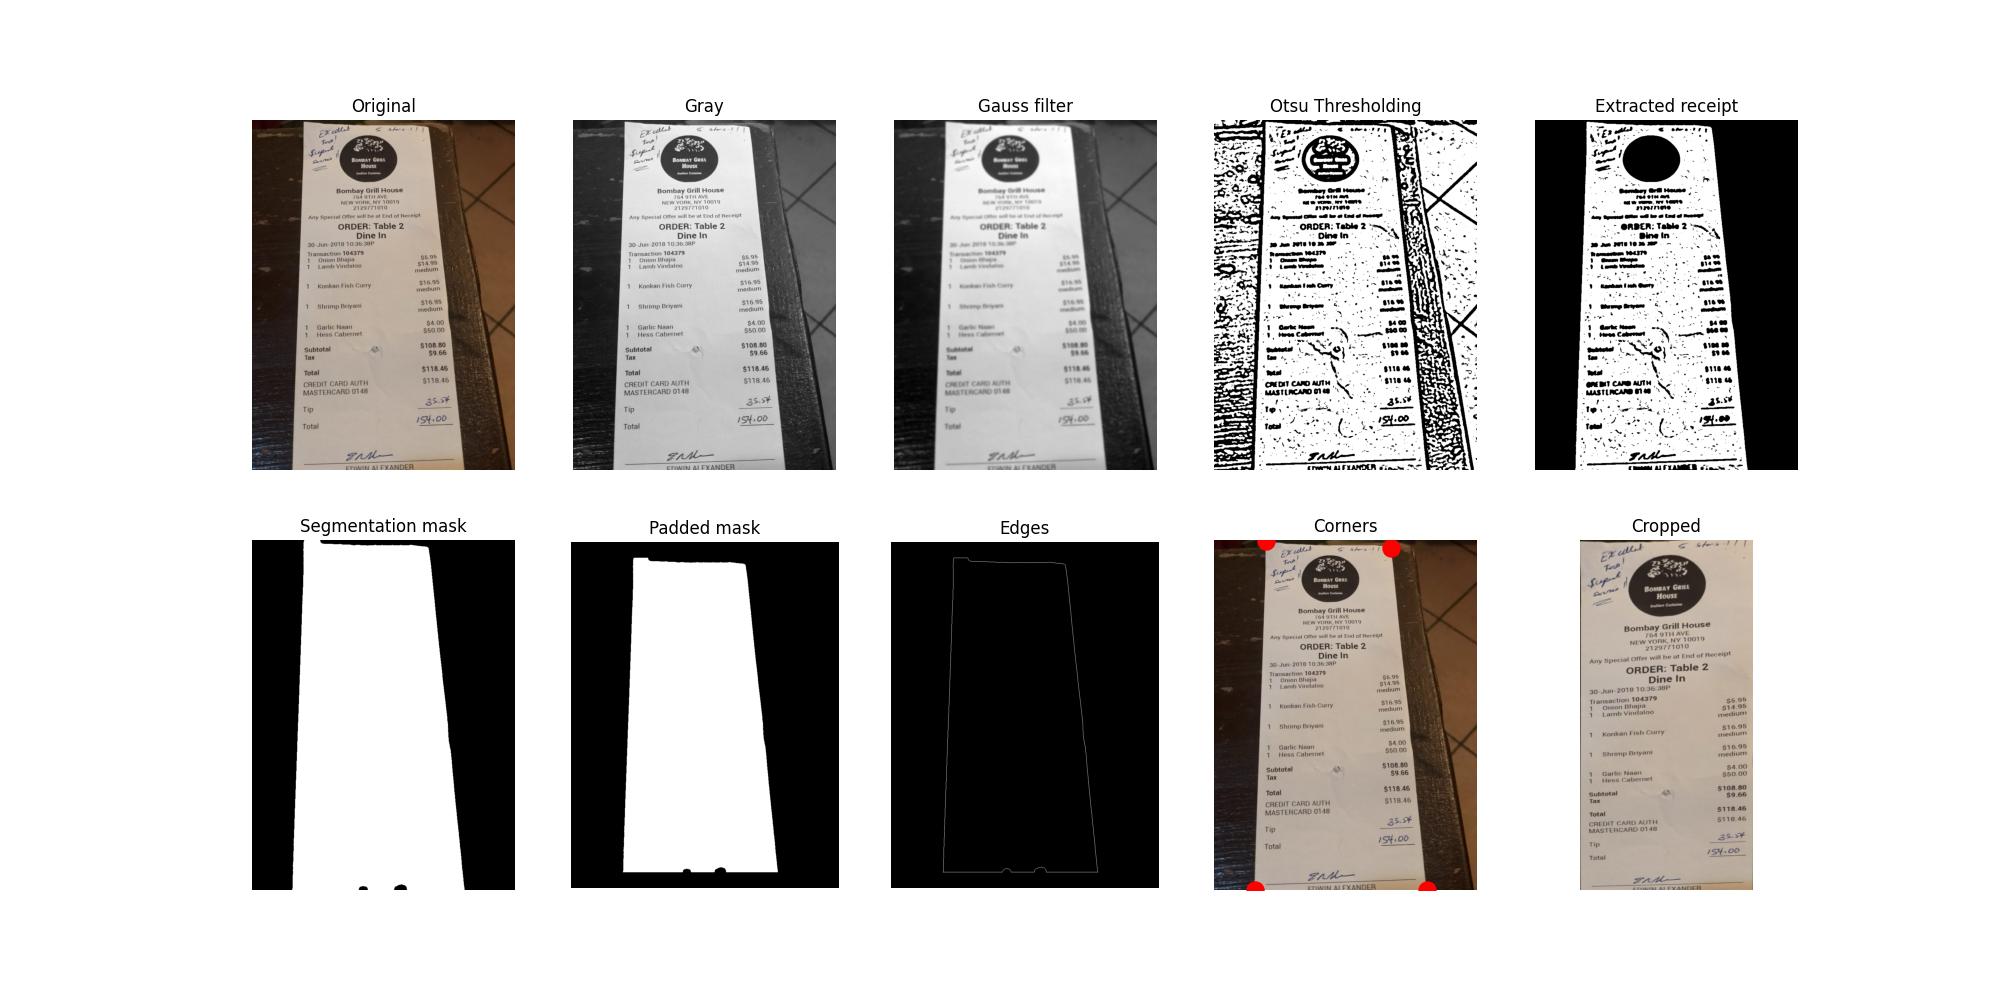 Original
Gray
Gauss filter
Otsu Thresholding
Extracted receipt
Excellent 5 stars!!!
Food!
BOMBAY GRILL
HOUSE
Indian Cuisine
Bombay Grill House
764 9TH AVE
NEW YORK, NY 10019
2129771010
Any Special Offer will be at End of Receipt
ORDER: Table 2
Dine In
30-Jun-2018 10:36:38P
Transaction 104379
1 Onion Bhajia $6.95
1 Lamb Vindaloo $14.95
medium
1 Konkan Fish Curry $16.95
medium
1 Shrimp Briyani $16.95
medium
1 Garlic Naan $4.00
1 Hess Cabernet $50.00
Subtotal $108.80
Tax $9.66
Total $118.46
CREDIT CARD AUTH $118.46
MASTERCARD 0148
Tip 35.54
Total 154.00
EDWIN ALEXANDER
Segmentation mask
Padded mask
Edges
Corners
Cropped